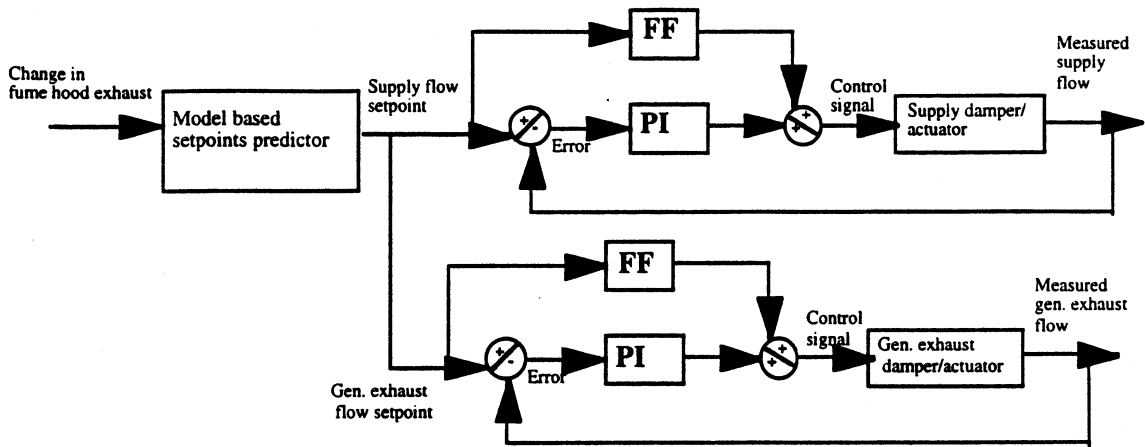 Change in
fume hood exhaust
Model based
setpoints predictor
Supply flow
setpoint
FF
+
-
Error
PI
+
+
Control
signal
Supply damper/
actuator
Measured
supply
flow
Gen. exhaust
flow setpoint
FF
+
-
Error
PI
+
+
Control
signal
Gen. exhaust
damper/actuator
Measured
gen. exhaust
flow